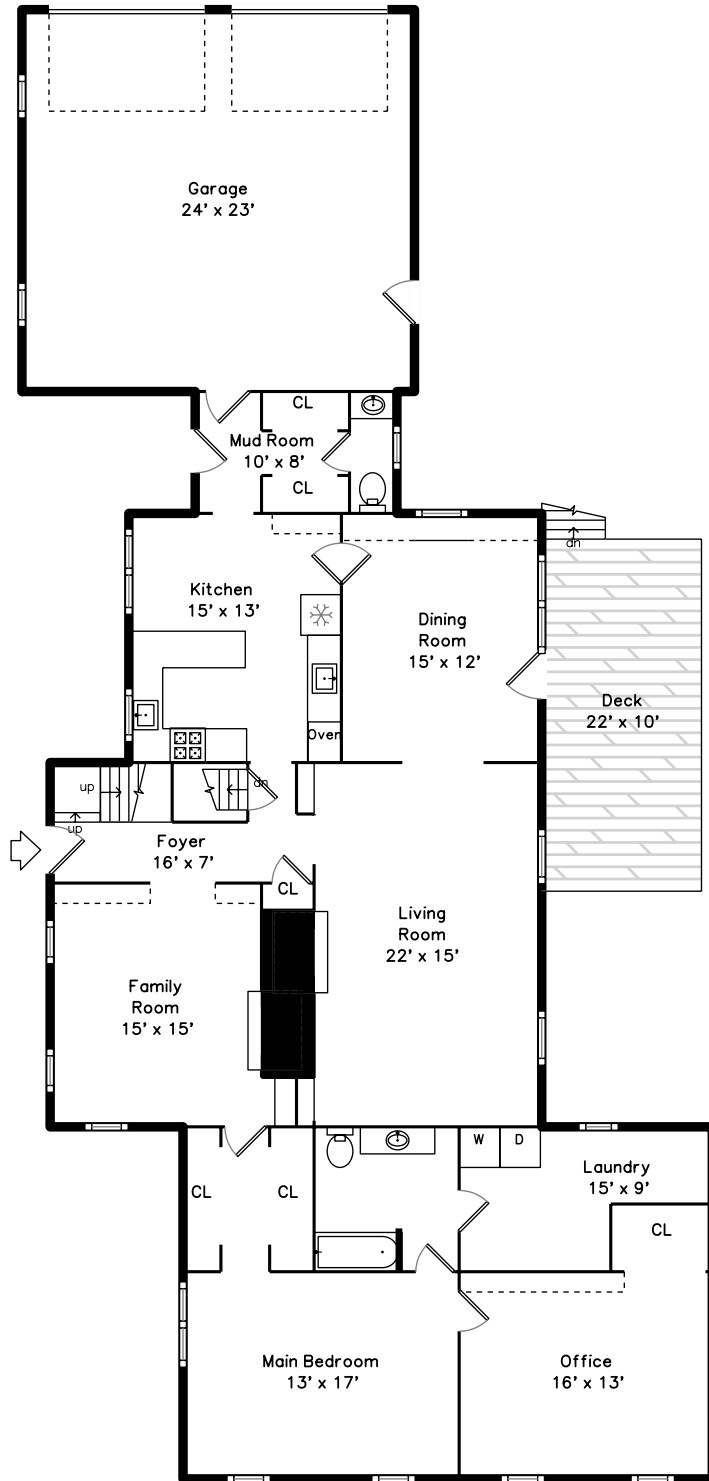 Garage
24' x 23'
CL
Mud Room
10' x 8'
CL
dn
Kitchen
15' x 13'
Dining
Room
15' x 12'
Deck
22' x 10'
Oven
up
dn
up
Foyer
16' x 7'
CL
Living
Room
22' x 15'
Family
Room
15' x 15'
W
D
Laundry
15' x 9'
CL
CL
CL
Main Bedroom
13' x 17'
Office
16' x 13'